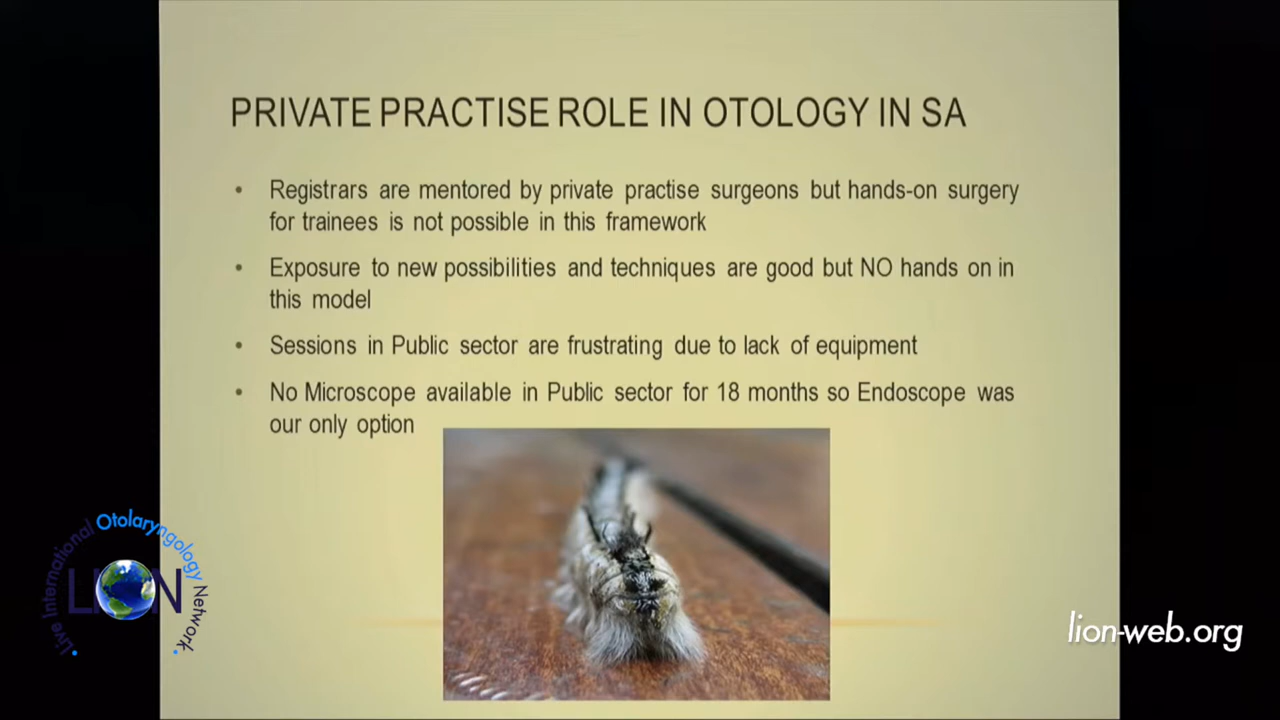 PRIVATE PRACTISE ROLE IN OTOLOGY IN SA
• Registrars are mentored by private practise surgeons but hands-on surgery
for trainees is not possible in this framework
• Exposure to new possibilities and techniques are good but NO hands on in
this model
• Sessions in Public sector are frustrating due to lack of equipment
• No Microscope available in Public sector for 18 months so Endoscope was
our only option
Live International Otolaryngology Network
LION
lion-web.org